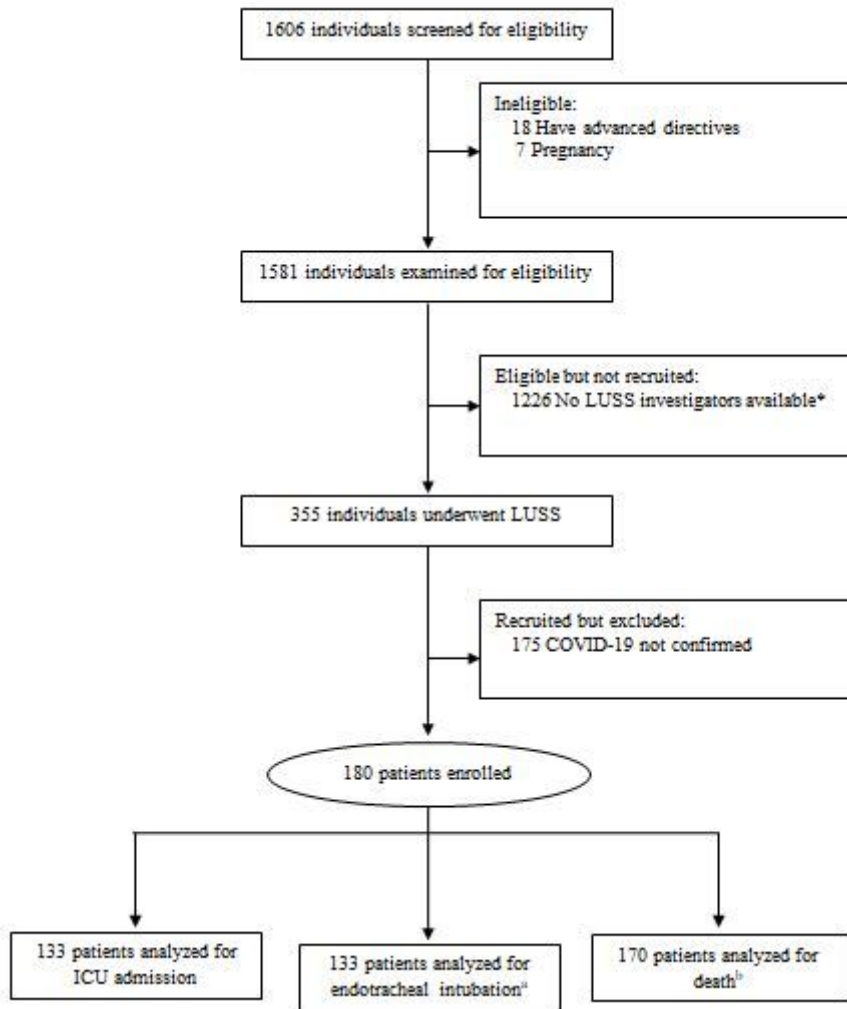 1606 individuals screened for eligibility
Ineligible:
18 Have advanced directives
7 Pregnancy
1581 individuals examined for eligibility
Eligible but not recruited:
1226 No LUSS investigators available*
355 individuals underwent LUSS
Recruited but excluded:
175 COVID-19 not confirmed
180 patients enrolled
133 patients analyzed for
ICU admission
133 patients analyzed for
endotracheal intubationᵃ
170 patients analyzed for
deathᵇ